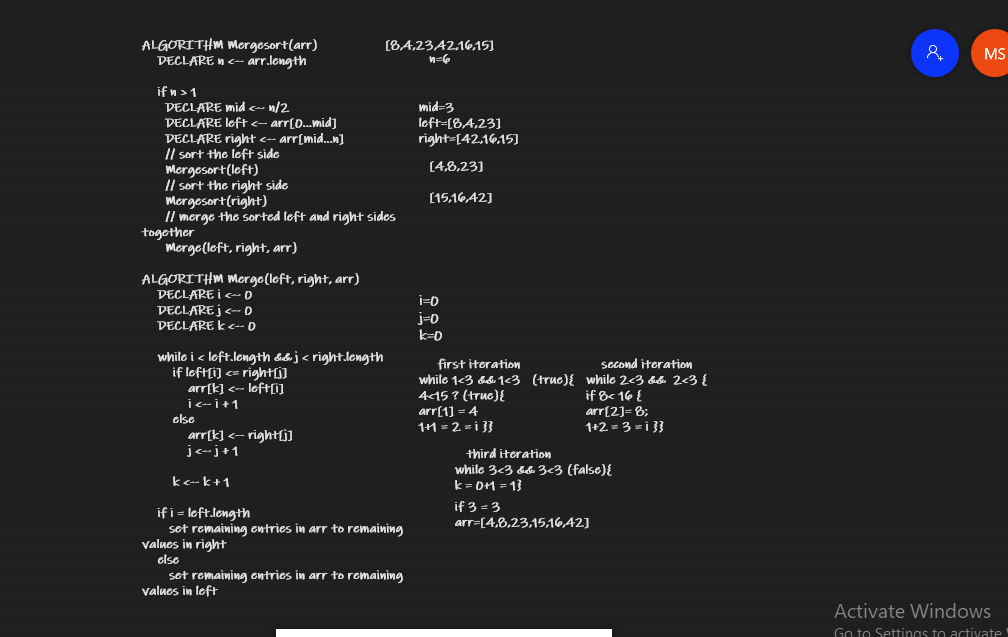 ALGORITHM Mergesort(arr)
DECLARE n <-- arr.length
if n > 1
DECLARE mid <-- n/2
DECLARE left <-- arr[0...mid]
DECLARE right <-- arr[mid...n]
// sort the left side
Mergesort(left)
// sort the right side
Mergesort(right)
// merge the sorted left and right sides
together
Merge(left, right, arr)
ALGORITHM Merge(left, right, arr)
DECLARE i <-- 0
DECLARE j <-- 0
DECLARE k <-- 0
while i < left.length && j < right.length
if left[i] <= right[j]
arr[k] <-- left[i]
i <-- i + 1
else
arr[k] <-- right[j]
j <-- j + 1
k <-- k + 1
if i = left.length
set remaining entries in arr to remaining
values in right
else
set remaining entries in arr to remaining
values in left
[8,4,23,42,16,15]
n=6
mid=3
left=[8,4,23]
right=[42,16,15]
[4,8,23]
[15,16,42]
i=0
j=0
k=0
first iteration
while 1<3 && 1<3 (true){
4<15 ? (true){
arr[1] = 4
1+1 = 2 = i }}
second iteration
while 2<3 && 2<3 {
if 8< 16 {
arr[2]= 8;
1+2 = 3 = i }}
third iteration
while 3<3 && 3<3 (false){
k = 0+1 = 1}
if 3 = 3
arr=[4,8,23,15,16,42]
MS
Activate Windows
Go to Settings to activate